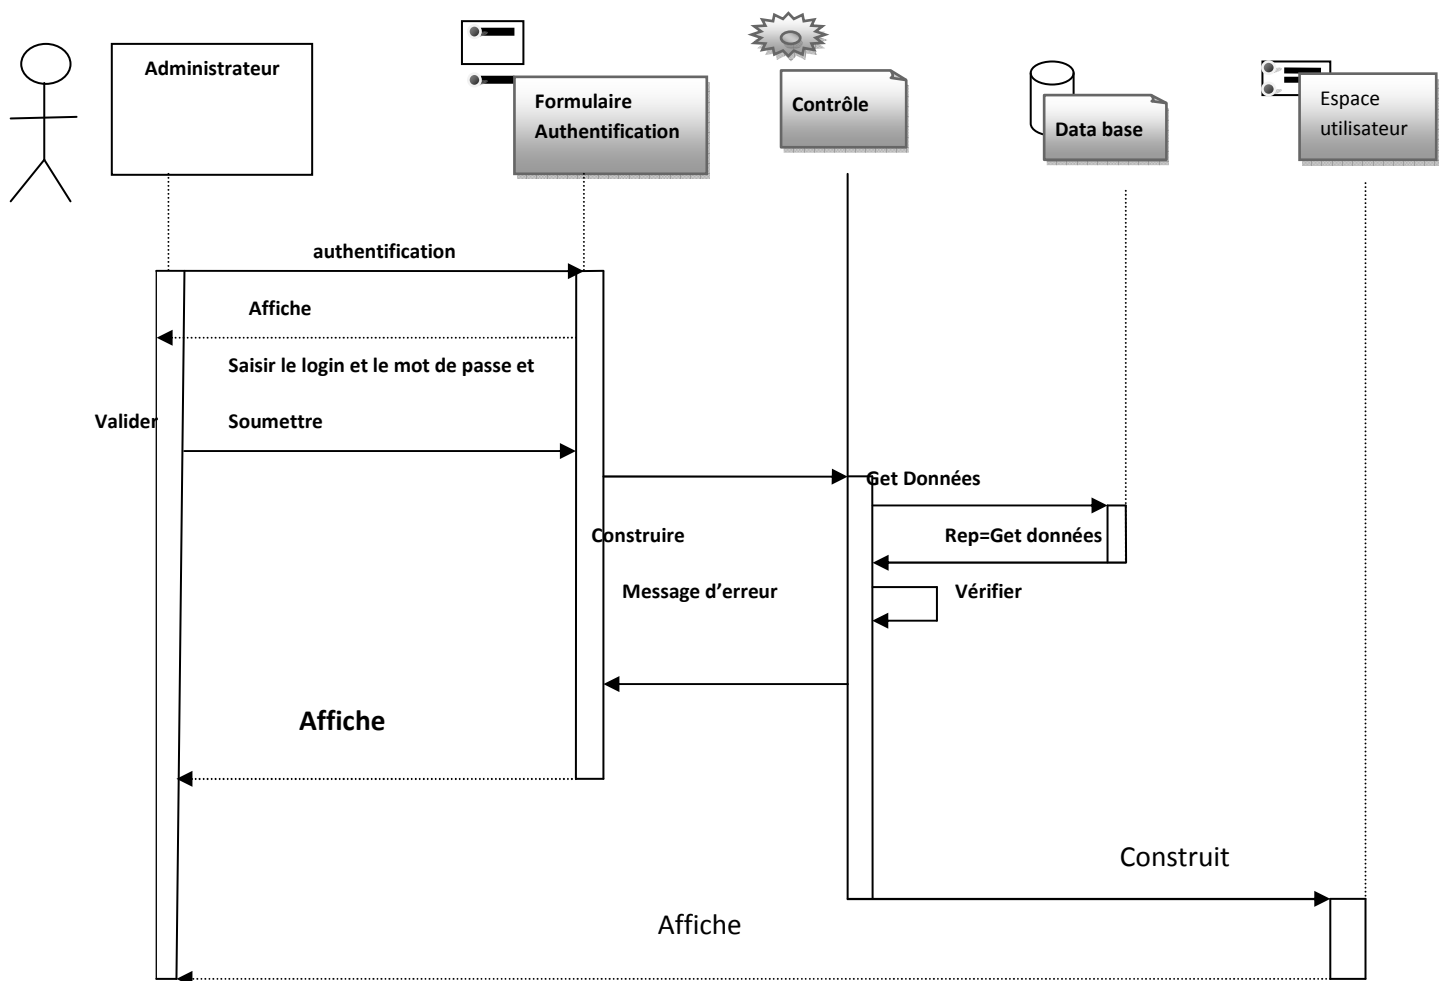 Administrateur
Formulaire
Authentification
Contrôle
Data base
Espace
utilisateur
authentification
Affiche
Saisir le login et le mot de passe et
Valider
Soumettre
Get Données
Construire
Rep=Get données
Message d’erreur
Vérifier
Affiche
Construit
Affiche